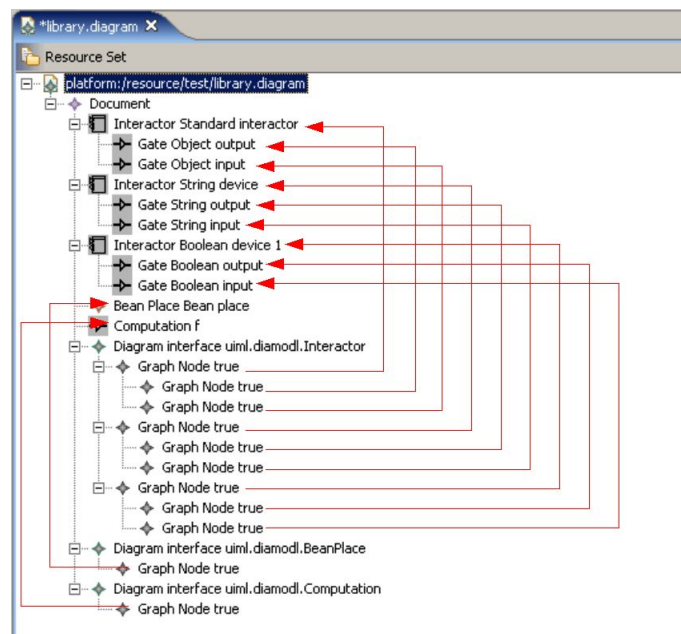 *library.diagram
Resource Set
platform:/resource/test/library.diagram
Document
Interactor Standard interactor
Gate Object output
Gate Object input
Interactor String device
Gate String output
Gate String input
Interactor Boolean device 1
Gate Boolean output
Gate Boolean input
Bean Place Bean place
Computation f
Diagram interface uiml.diamodl.Interactor
Graph Node true
Graph Node true
Graph Node true
Graph Node true
Graph Node true
Graph Node true
Graph Node true
Graph Node true
Graph Node true
Diagram interface uiml.diamodl.BeanPlace
Graph Node true
Diagram interface uiml.diamodl.Computation
Graph Node true